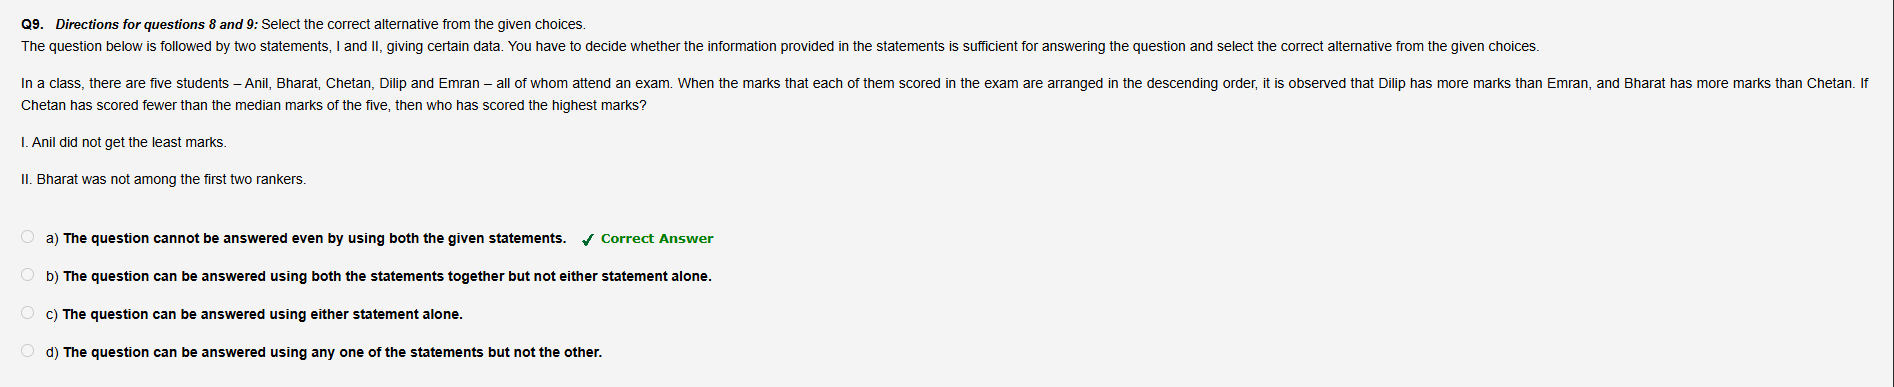 Q9. Directions for questions 8 and 9: Select the correct alternative from the given choices.
The question below is followed by two statements, I and II, giving certain data. You have to decide whether the information provided in the statements is sufficient for answering the question and select the correct alternative from the given choices.
In a class, there are five students – Anil, Bharat, Chetan, Dilip and Emran – all of whom attend an exam. When the marks that each of them scored in the exam are arranged in the descending order, it is observed that Dilip has more marks than Emran, and Bharat has more marks than Chetan. If
Chetan has scored fewer than the median marks of the five, then who has scored the highest marks?
I. Anil did not get the least marks.
II. Bharat was not among the first two rankers.
a) The question cannot be answered even by using both the given statements. ✓ Correct Answer
b) The question can be answered using both the statements together but not either statement alone.
c) The question can be answered using either statement alone.
d) The question can be answered using any one of the statements but not the other.